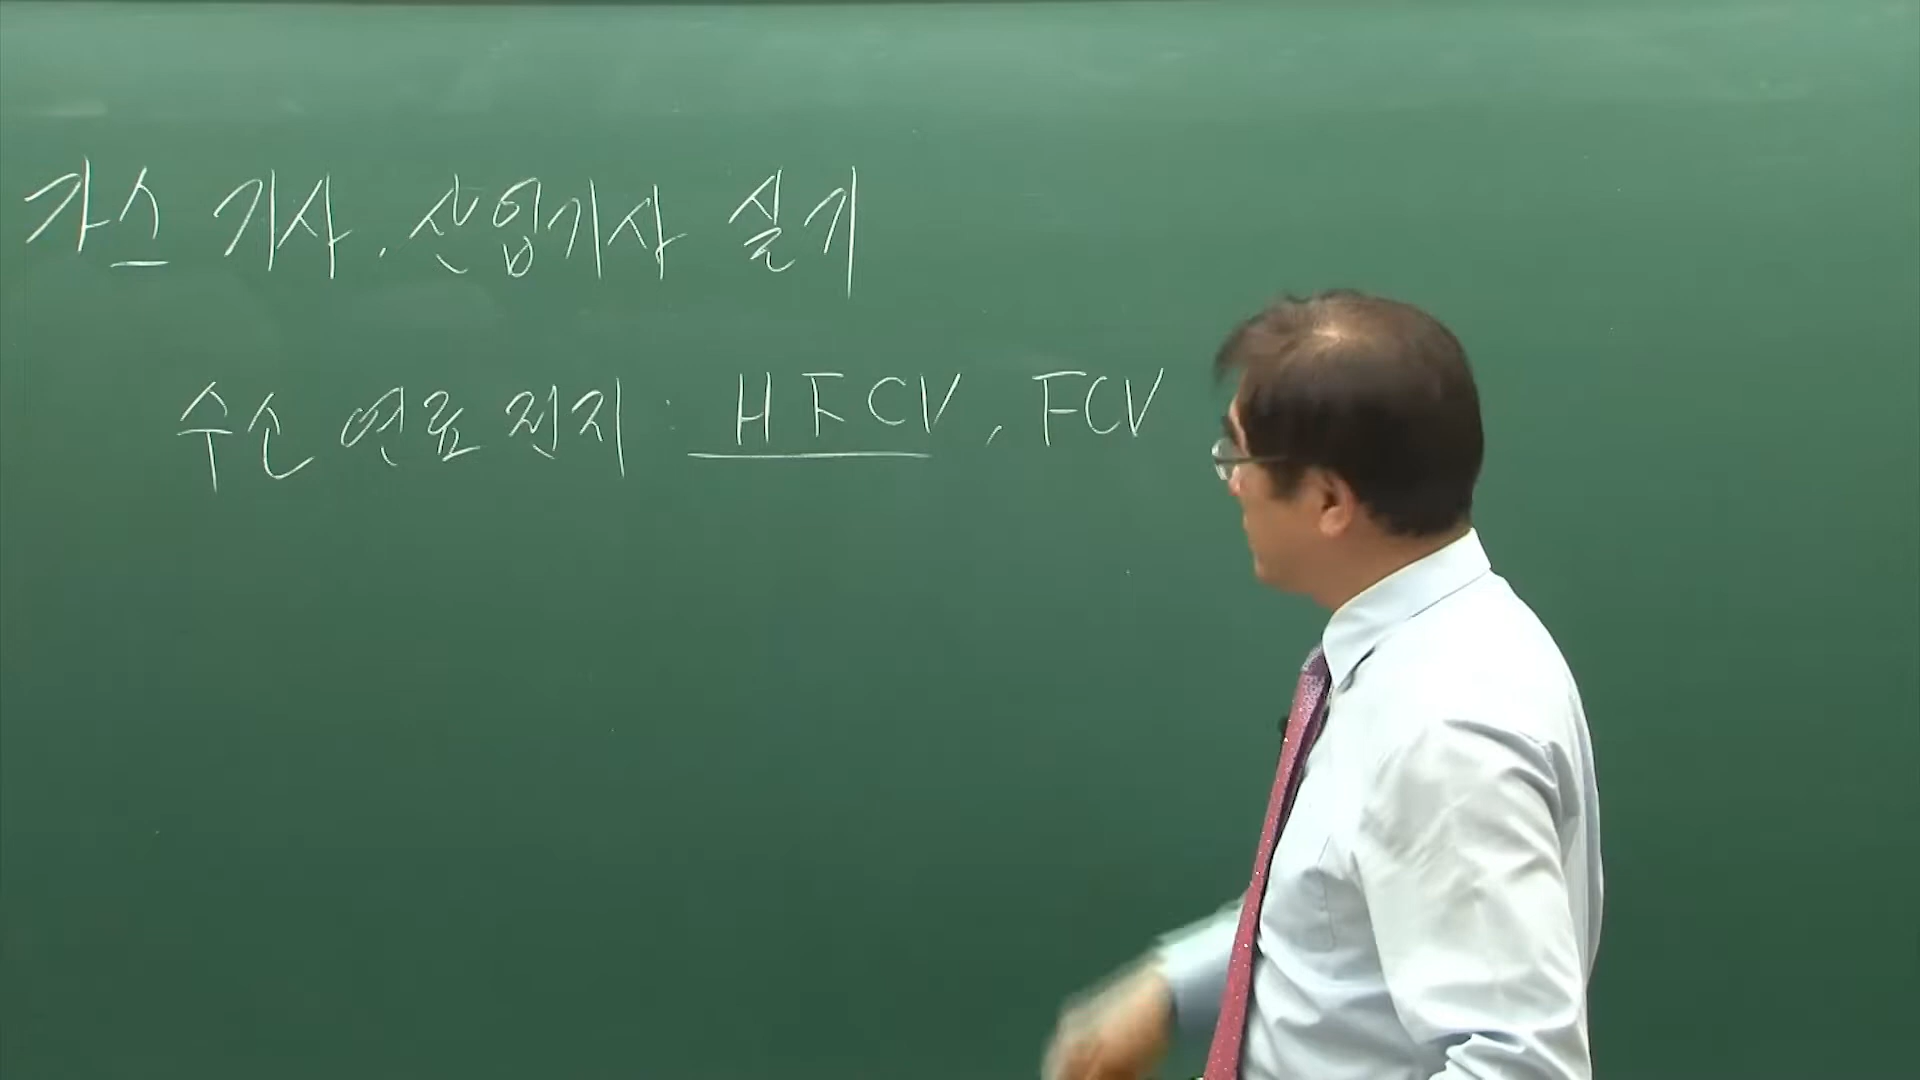 가스 기사. 산업기사 실기
수소 연료 전지 : HFCV, FCV